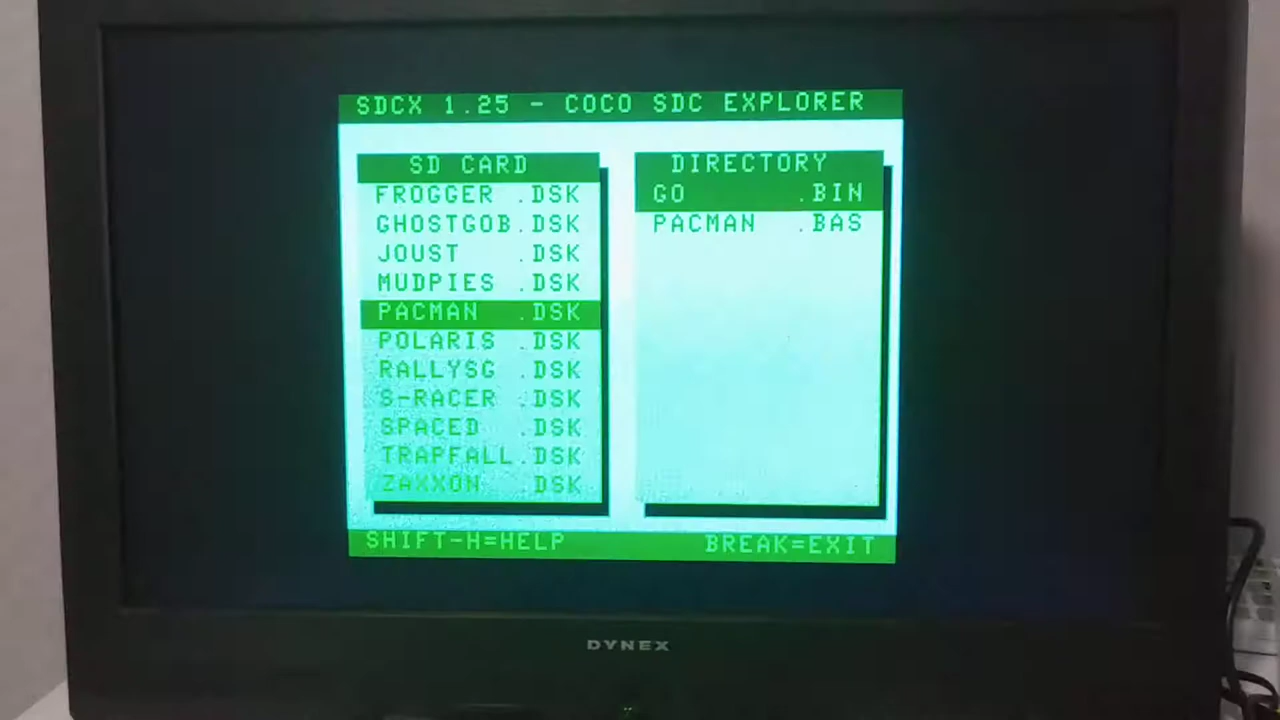 SDCX 1.25 - COCO SDC EXPLORER
SD CARD
FROGGER .DSK
GHOSTGOB.DSK
JOUST .DSK
MUDPIES .DSK
PACMAN .DSK
POLARIS .DSK
RALLYSG .DSK
S-RACER .DSK
SPACED .DSK
TRAPFALL.DSK
ZAXXON .DSK
DIRECTORY
GO .BIN
PACMAN .BAS
SHIFT-H=HELP BREAK=EXIT
DYNEX